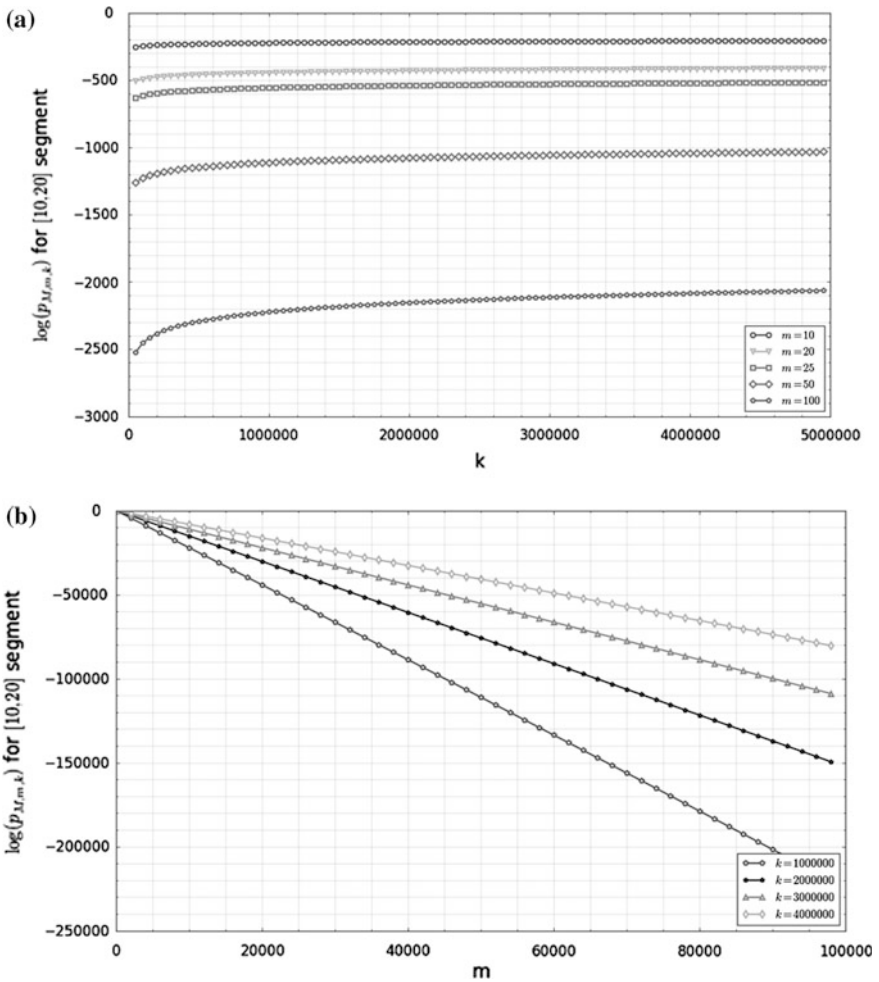 (a)
0
−500
−1000
−1500
−2000
−2500
−3000
log(p_{M,m,k}) for [10,20] segment
0 1000000 2000000 3000000 4000000 5000000
k
m = 10
m = 20
m = 25
m = 50
m = 100
(b)
0
−50000
−100000
−150000
−200000
−250000
log(p_{M,m,k}) for [10,20] segment
0 20000 40000 60000 80000 100000
m
k = 1000000
k = 2000000
k = 3000000
k = 4000000